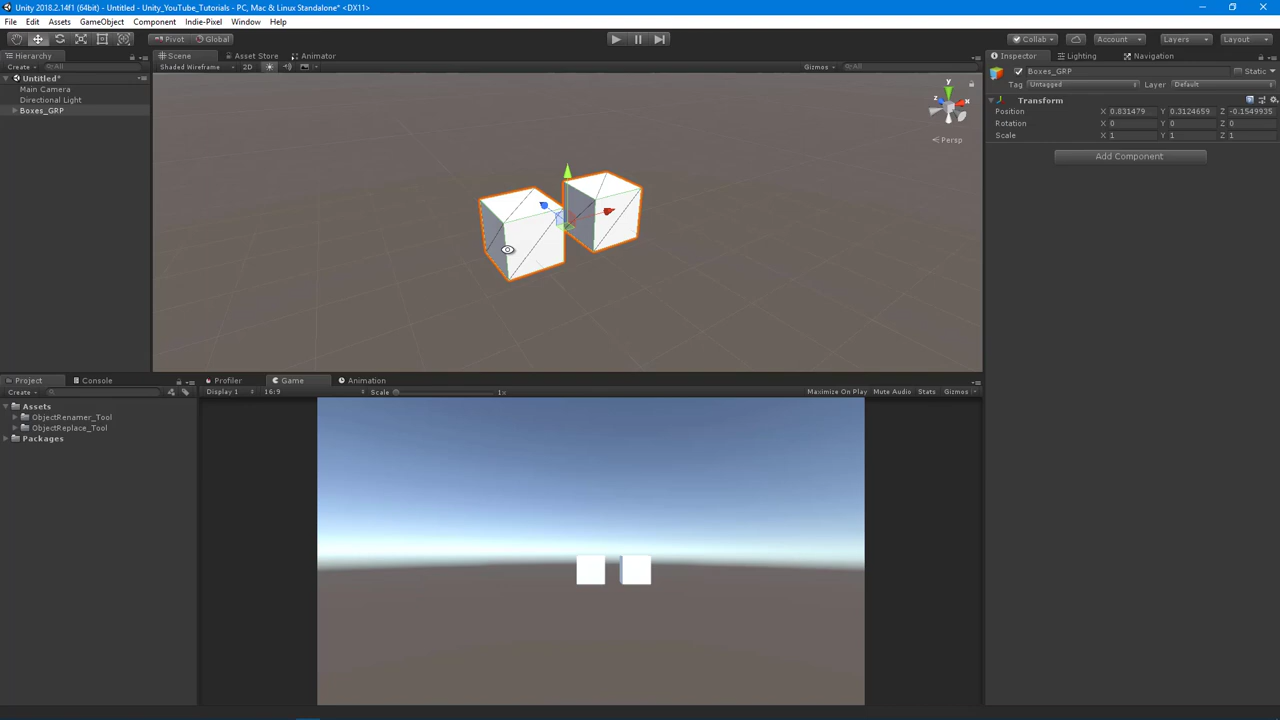 Unity 2018.2.14f1 (64bit) - Untitled - Unity_YouTube_Tutorials - PC, Mac & Linux Standalone* <DX11>
File Edit Assets GameObject Component Indie-Pixel Window Help
Pivot Global Collab Account Layers Layout
Hierarchy Scene Asset Store Animator Inspector Lighting Navigation
Create All Shaded Wireframe 2D Gizmos All
Boxes_GRP Static
Untitled*
Tag Untagged Layer Default
Main Camera
Directional Light
Transform
Boxes_GRP
Position X 0.831479 Y 0.3124659 Z -0.1549935
Rotation X 0 Y 0 Z 0
Scale X 1 Y 1 Z 1
Add Component
y
x
z
Persp
Project Console Profiler Game Animation
Create Display 1 16:9 Scale 1x Maximize On Play Mute Audio Stats Gizmos
Assets
ObjectRenamer_Tool
ObjectReplace_Tool
Packages